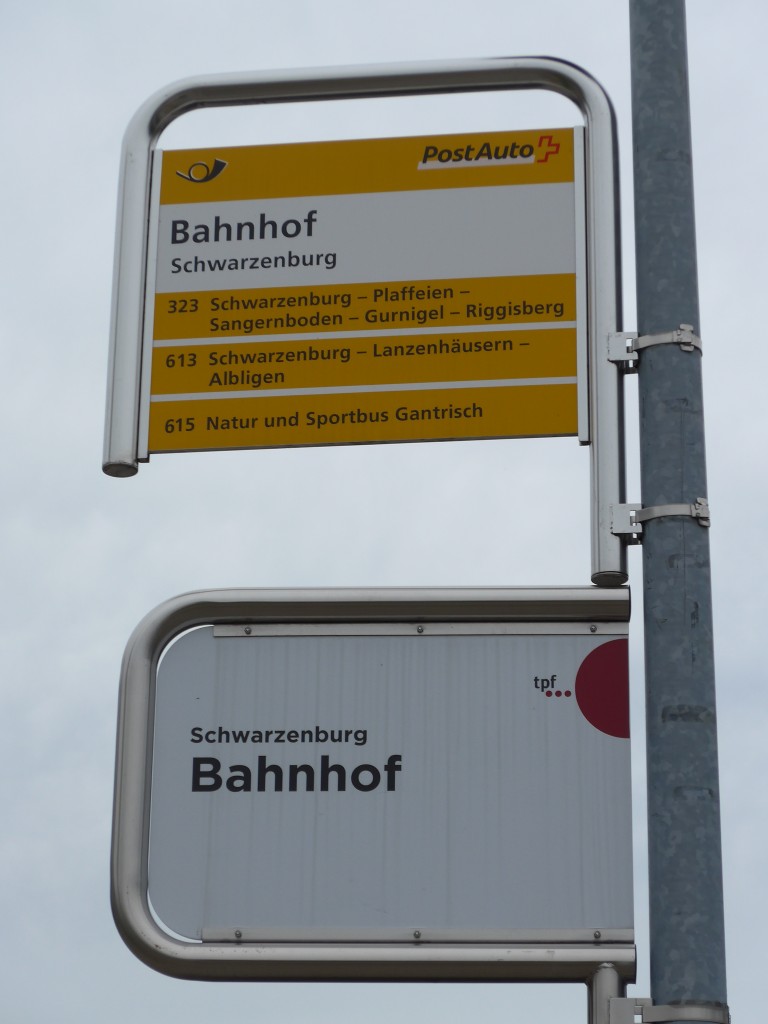 PostAuto
Bahnhof
Schwarzenburg
323 Schwarzenburg – Plaffeien –
Sangernboden – Gurnigel – Riggisberg
613 Schwarzenburg – Lanzenhäusern –
Albligen
615 Natur und Sportbus Gantrisch
tpf...
Schwarzenburg
Bahnhof